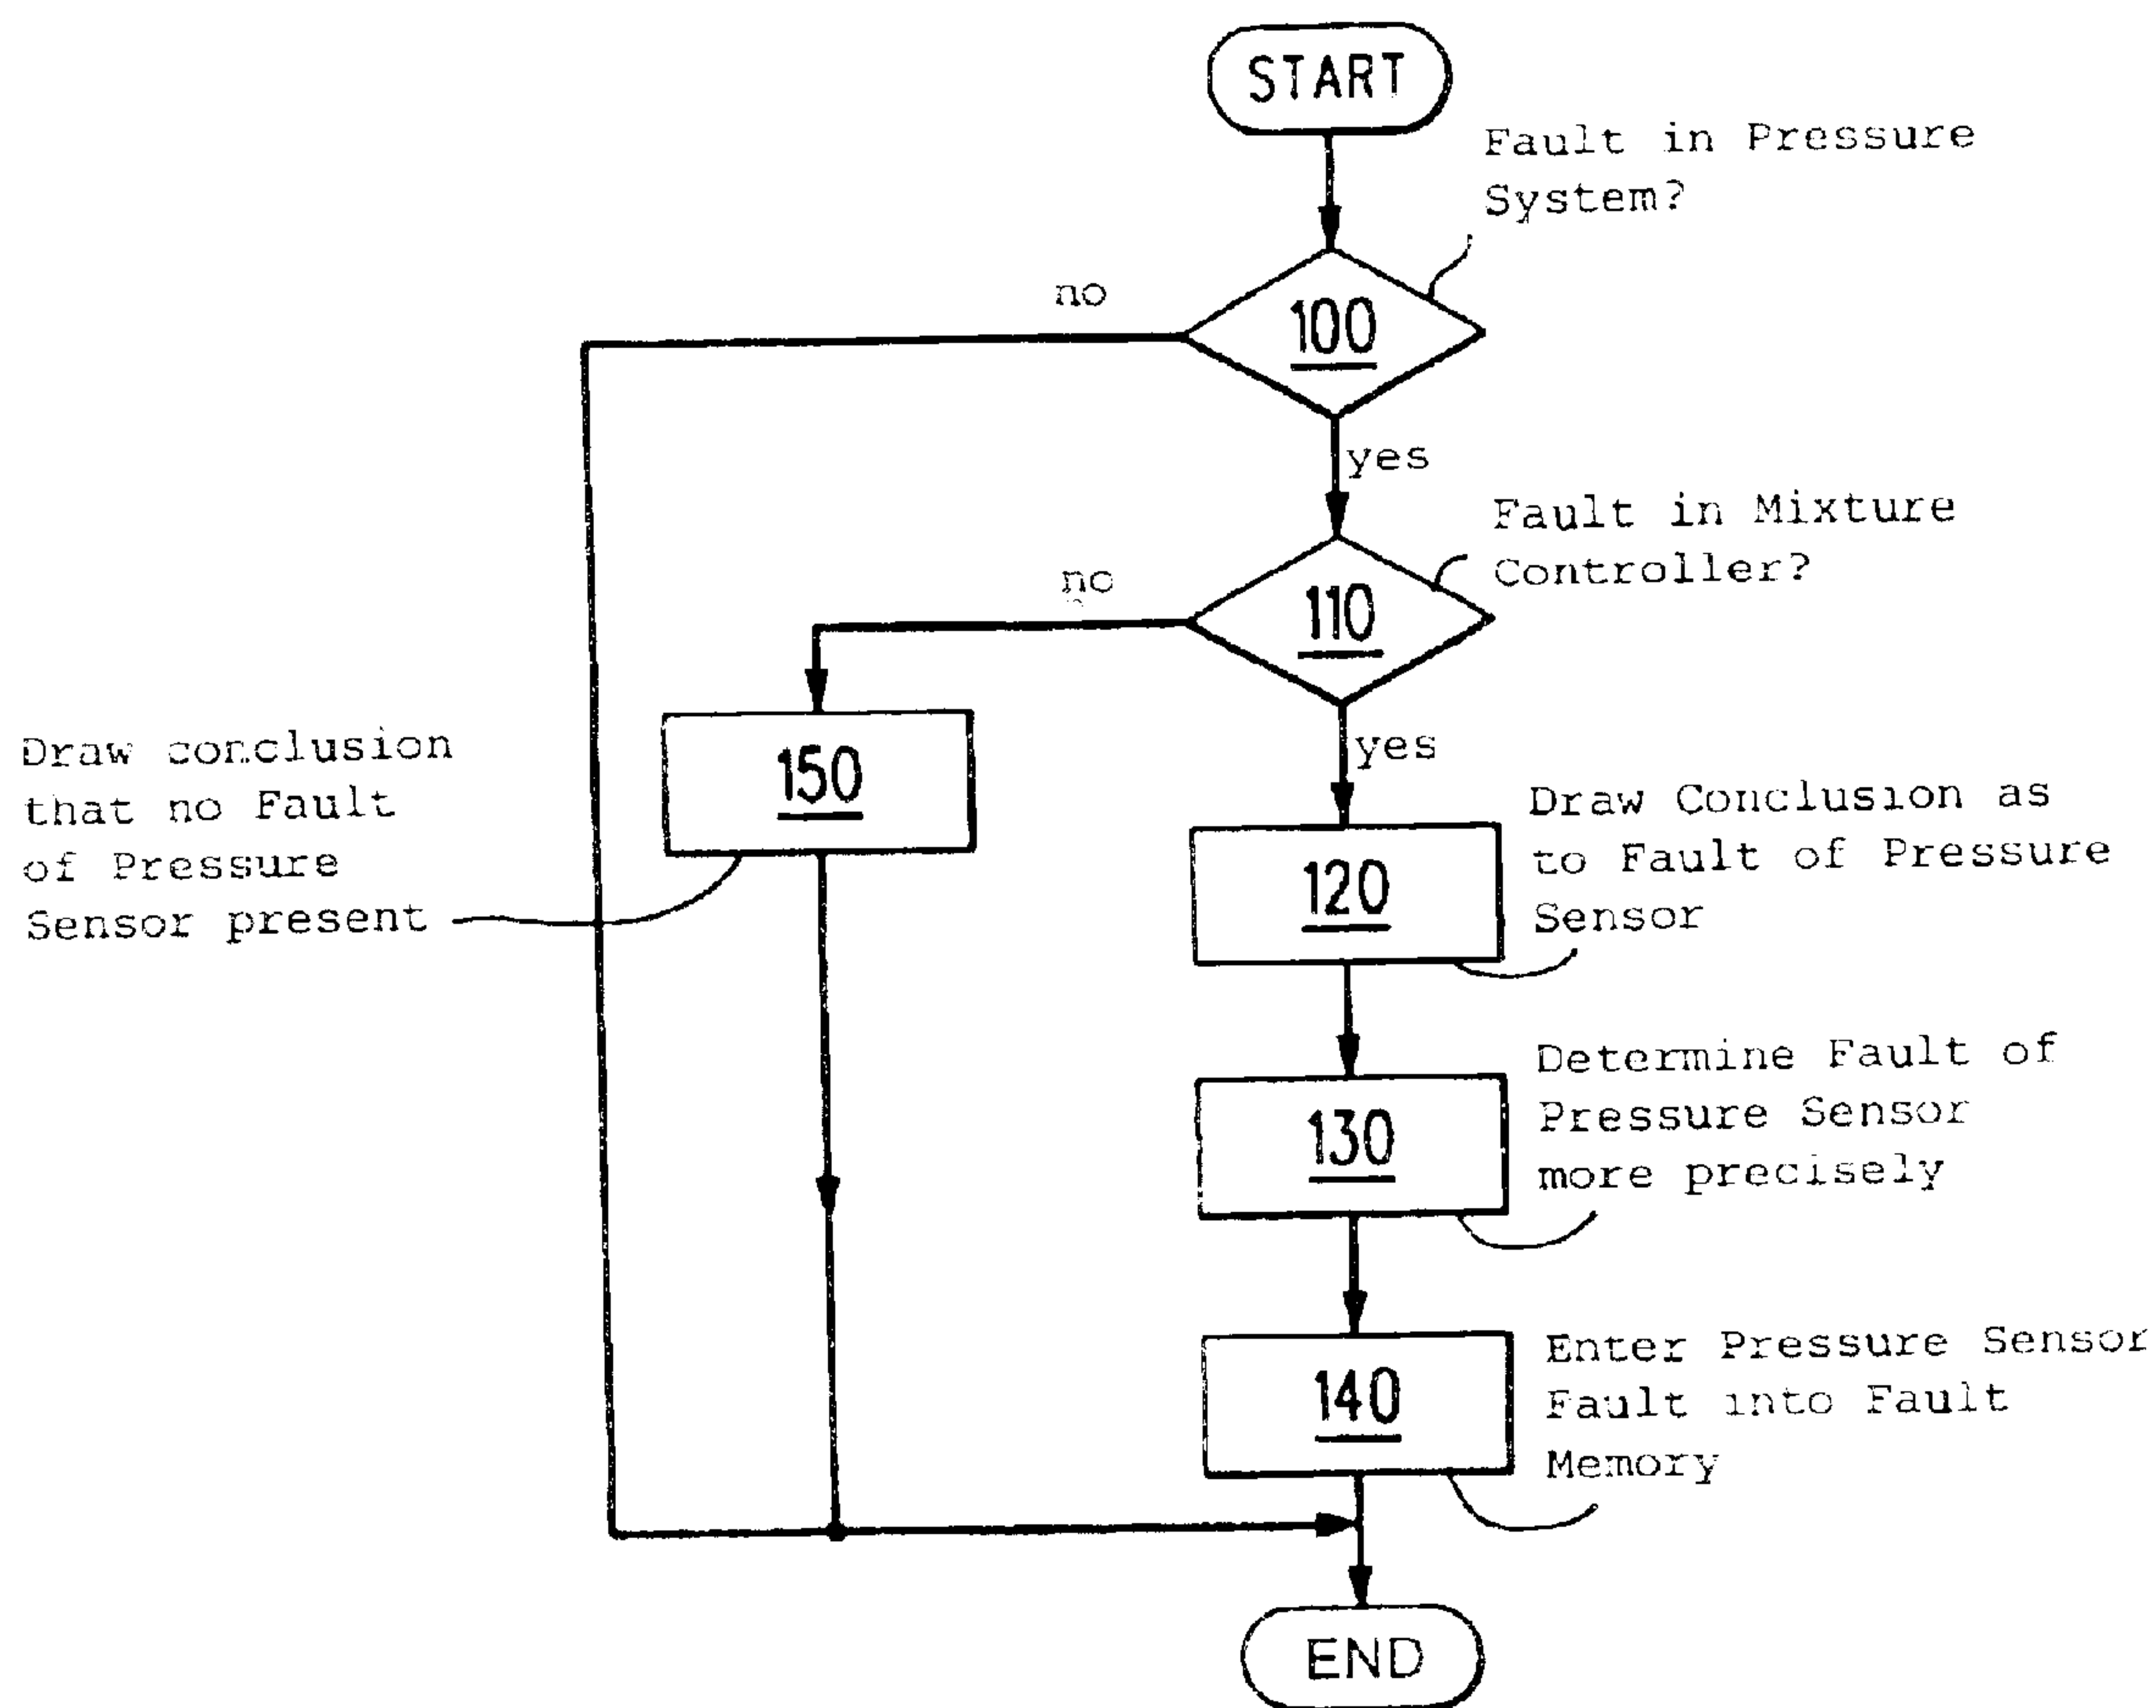 START
Fault in Pressure
System?
no
100
yes
Fault in Mixture
Controller?
no
110
yes
Draw conclusion
that no Fault
of Pressure
Sensor present
150
Draw Conclusion as
to Fault of Pressure
Sensor
120
Determine Fault of
Pressure Sensor
more precisely
130
Enter Pressure Sensor
Fault into Fault
Memory
140
END